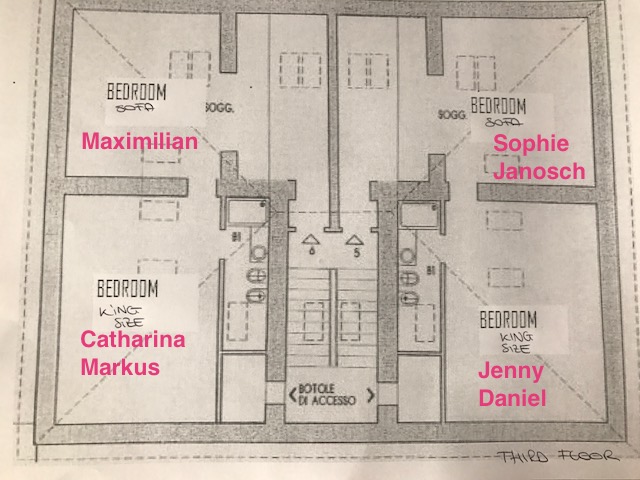 BEDROOM
SOFA
SOGG.
Maximilian
SOGG.
BEDROOM
SOFA
Sophie
Janosch
B1
6
5
B1
BEDROOM
KING
SIZE
Catharina
Markus
BEDROOM
KING
SIZE
Jenny
Daniel
BOTOLE
DI ACCESSO
THIRD FLOOR